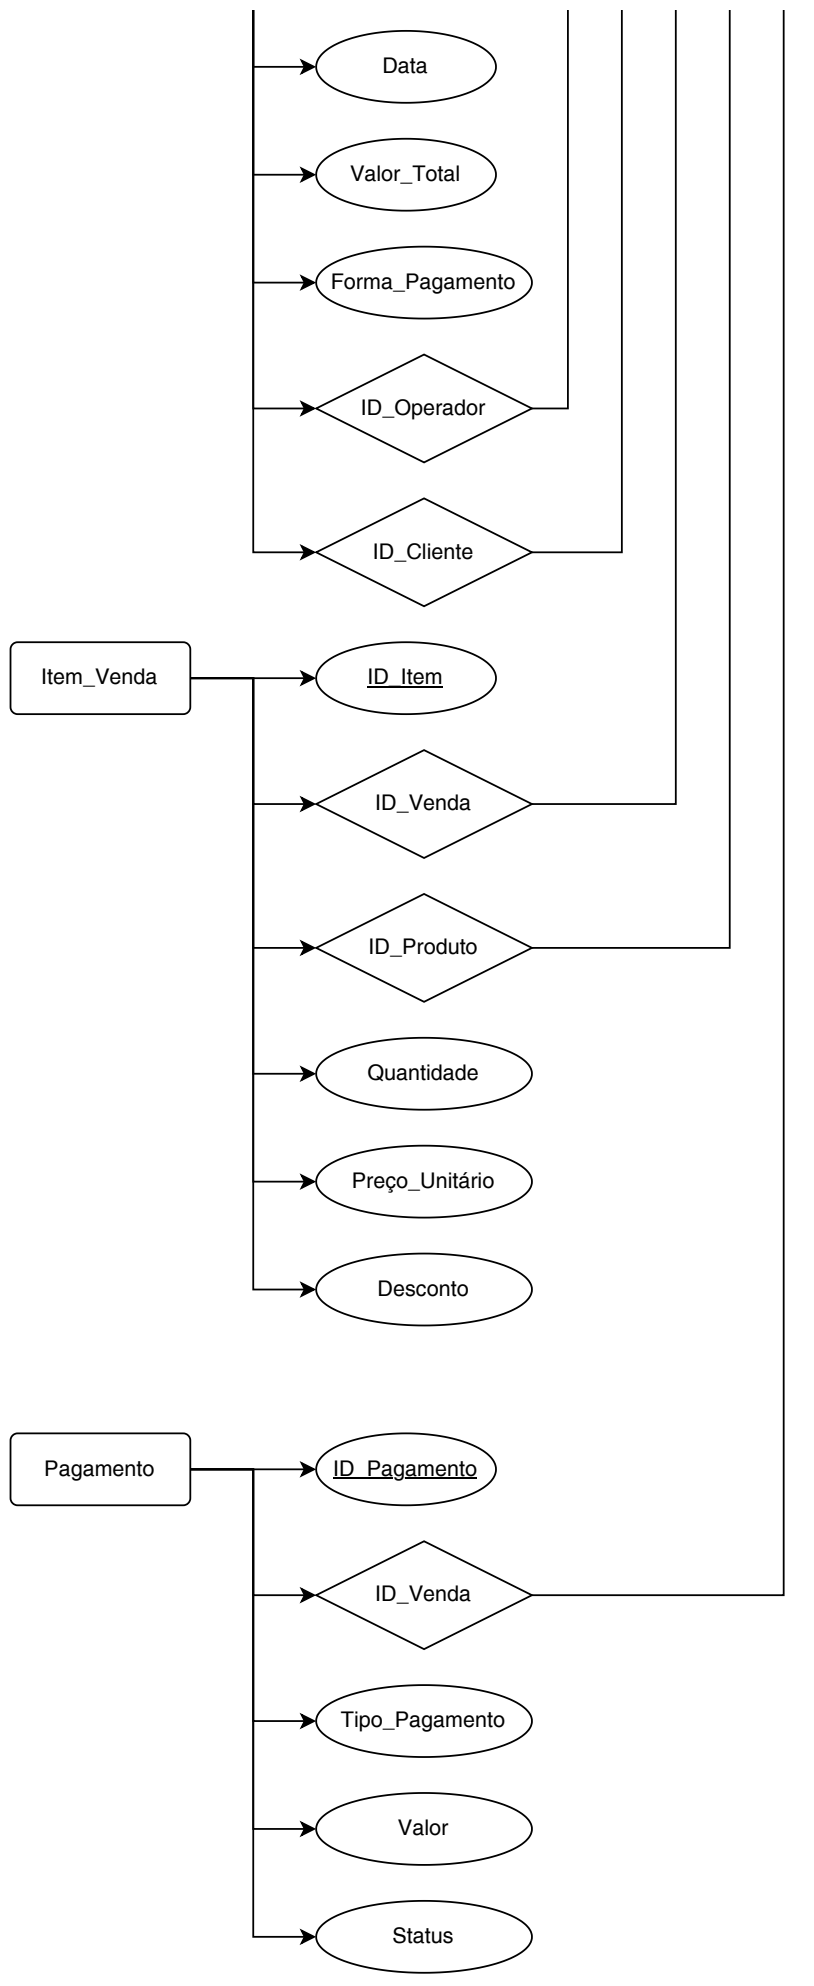 Data
Valor_Total
Forma_Pagamento
ID_Operador
ID_Cliente
Item_Venda
ID_Item
ID_Venda
ID_Produto
Quantidade
Preço_Unitário
Desconto
Pagamento
ID_Pagamento
ID_Venda
Tipo_Pagamento
Valor
Status